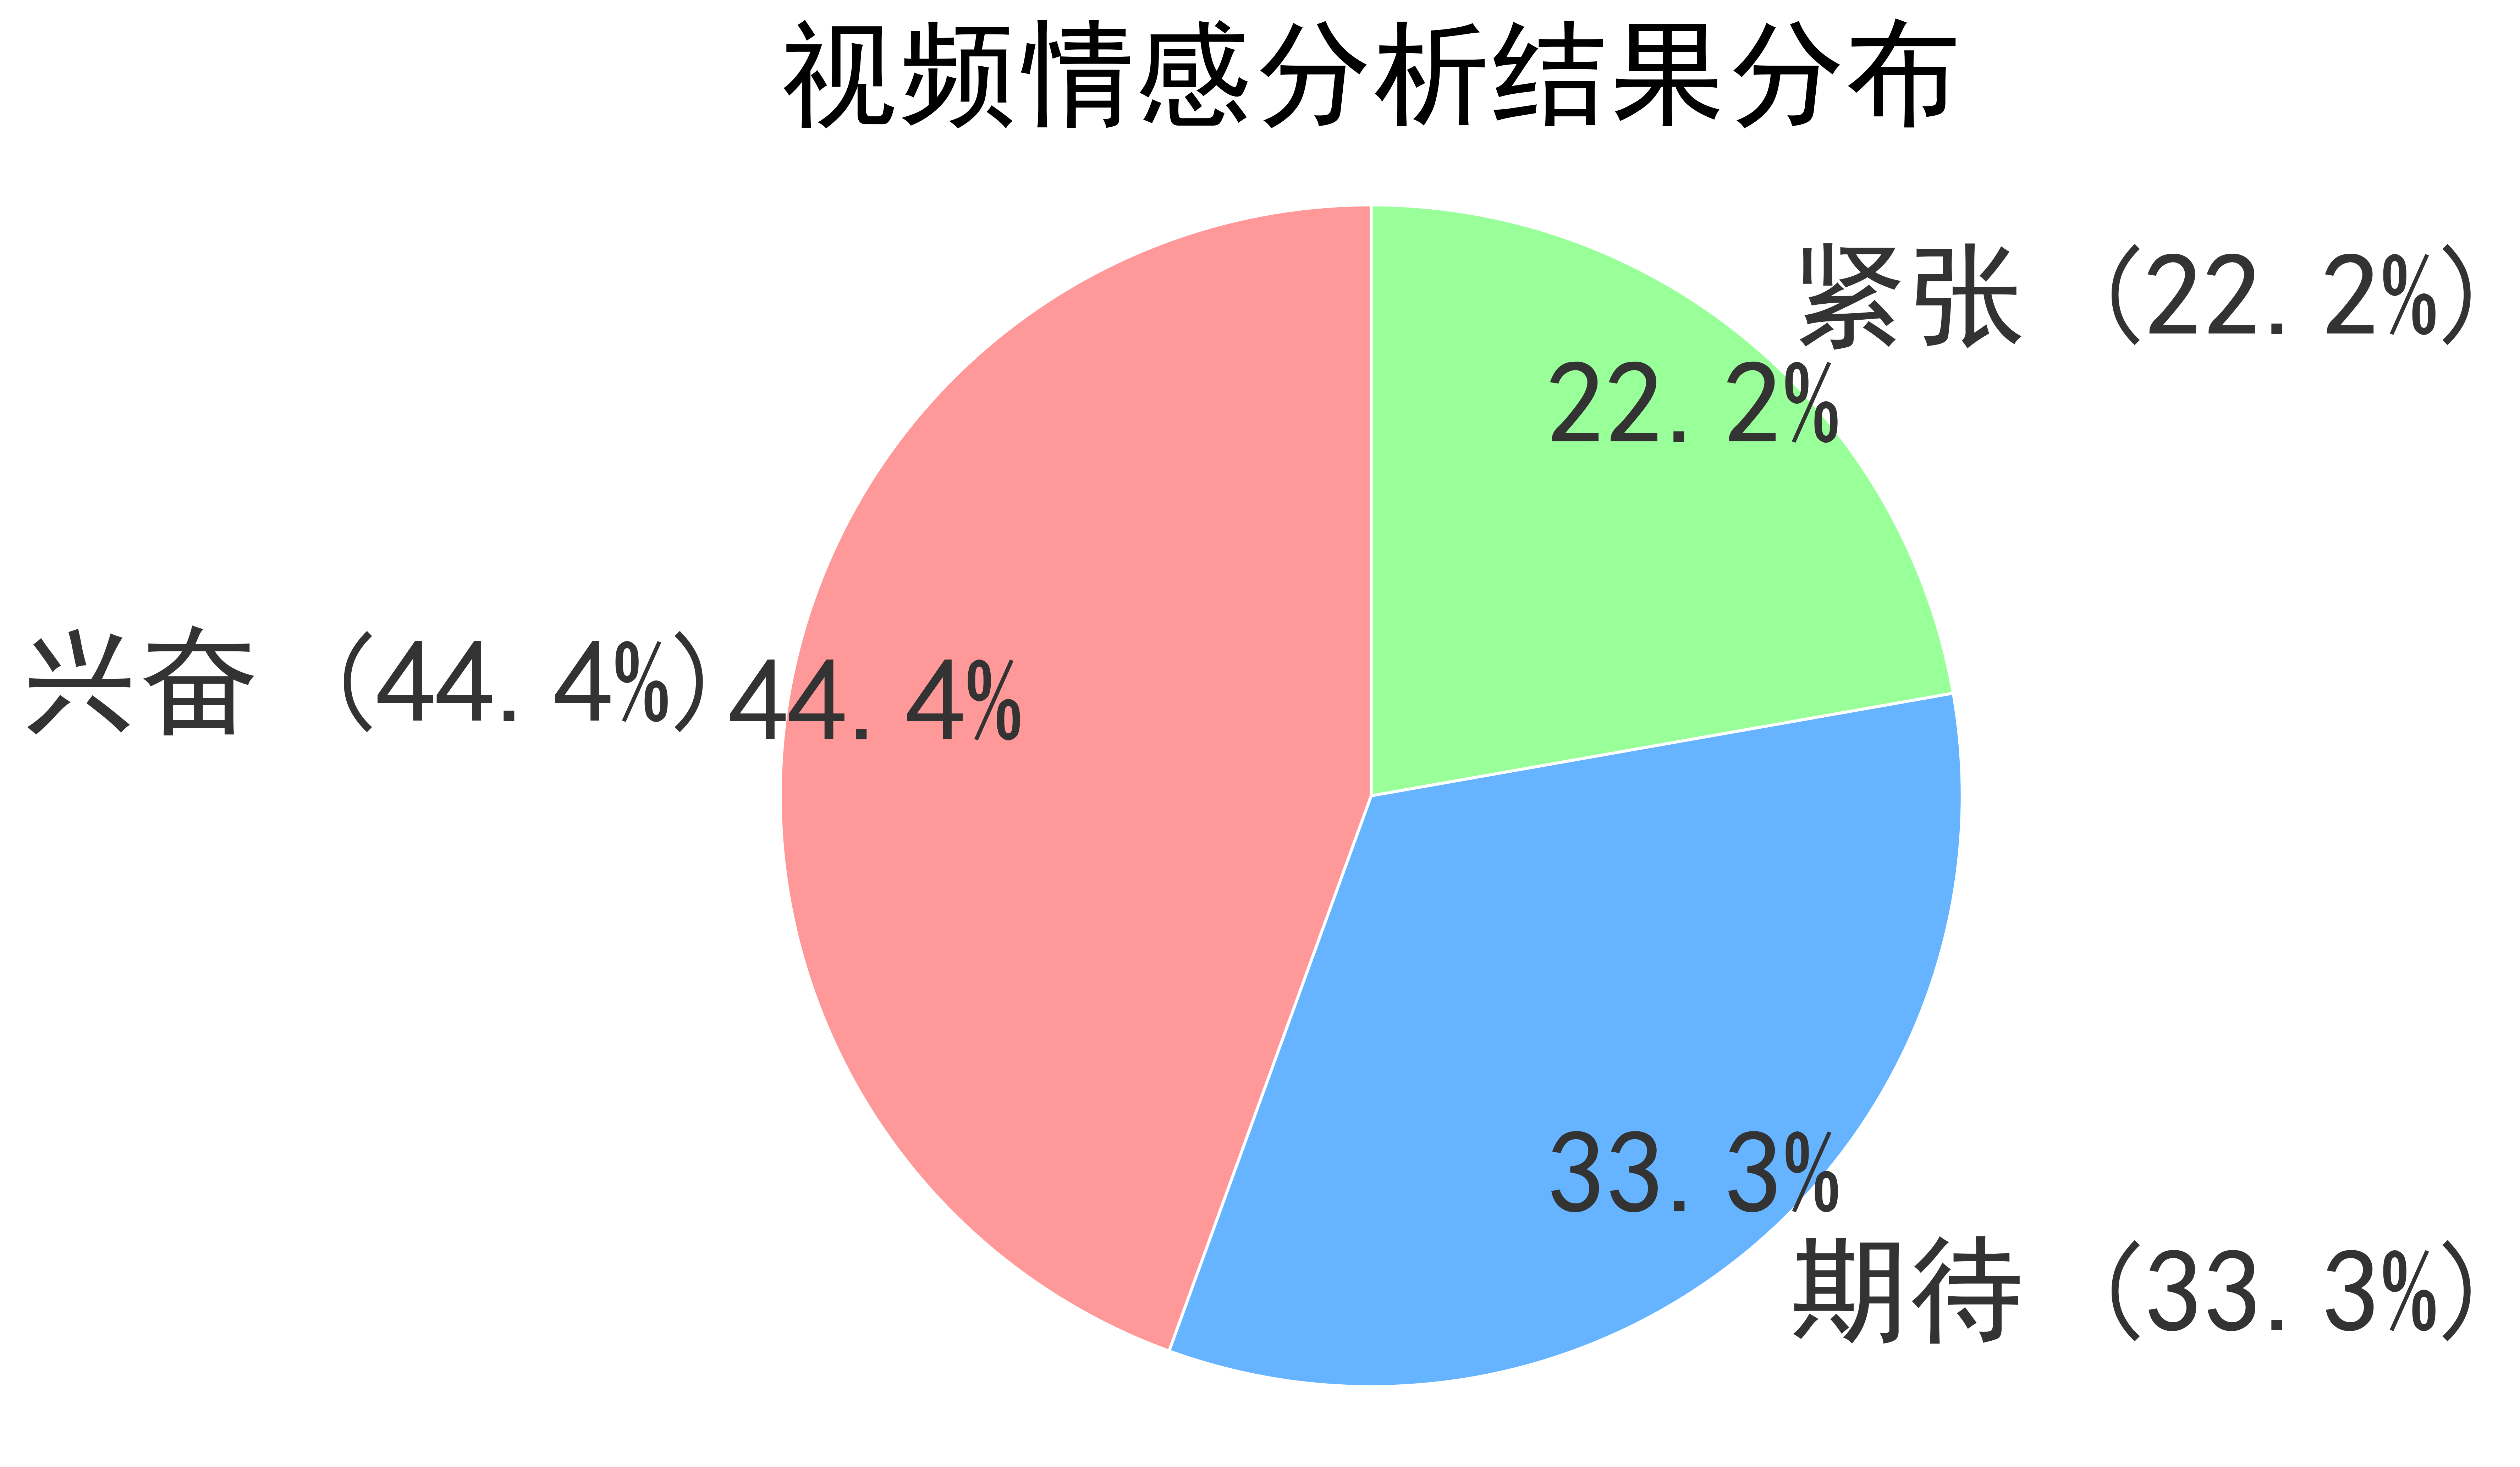 视频情感分析结果分布
紧张 (22.2%)
22.2%
兴奋 (44.4%)
44.4%
33.3%
期待 (33.3%)